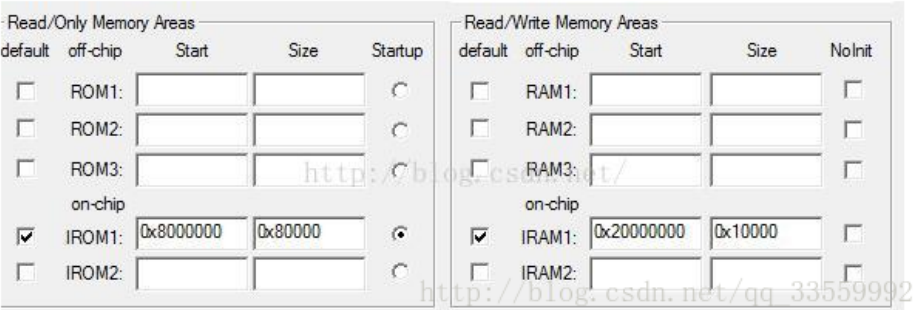 Read/Only Memory Areas
default off-chip Start Size Startup
ROM1:
ROM2:
ROM3:
on-chip
IROM1: 0x8000000 0x80000
IROM2:
Read/Write Memory Areas
default off-chip Start Size NoInit
RAM1:
RAM2:
RAM3:
on-chip
IRAM1: 0x20000000 0x10000
IRAM2:
http://blog.csdn.net/
http://blog.csdn.net/qq_33559992